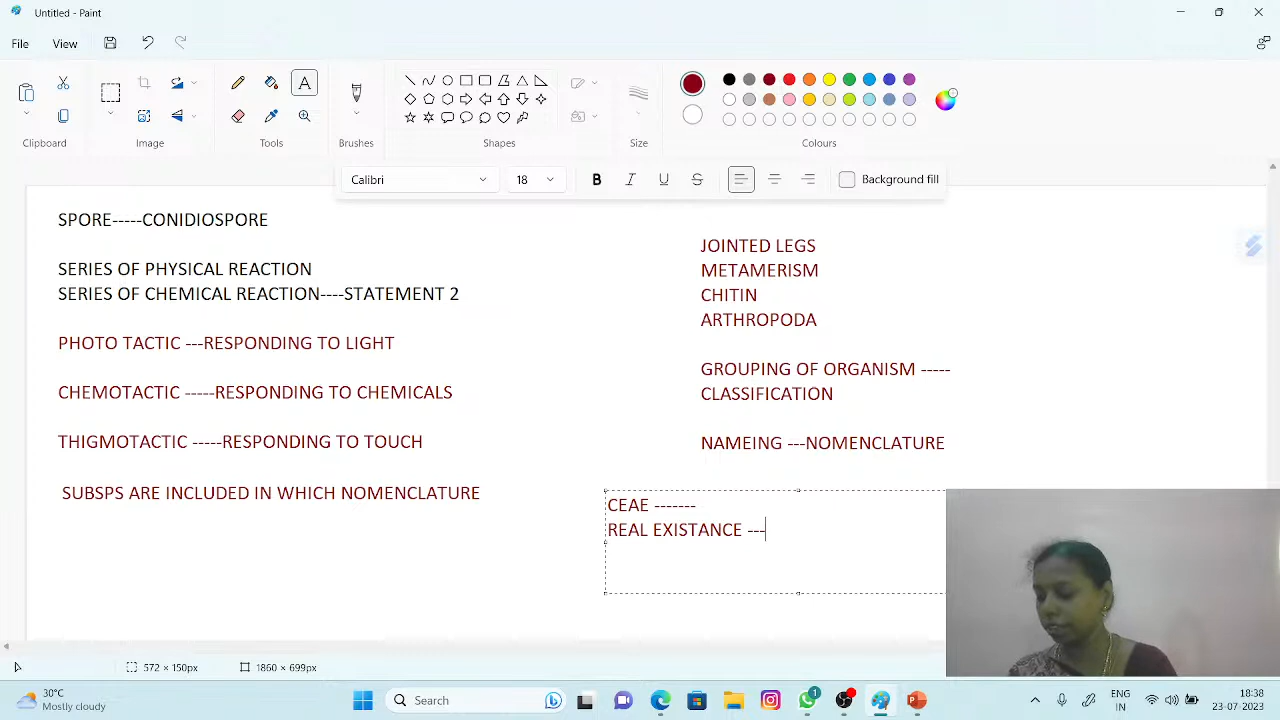 Untitled - Paint
File
View
Clipboard
Image
Tools
Brushes
Shapes
Size
Colours
Calibri
18
B
I
U
S
Background fill
SPORE-----CONIDIOSPORE
SERIES OF PHYSICAL REACTION
SERIES OF CHEMICAL REACTION----STATEMENT 2
PHOTO TACTIC ---RESPONDING TO LIGHT
CHEMOTACTIC -----RESPONDING TO CHEMICALS
THIGMOTACTIC -----RESPONDING TO TOUCH
SUBSPS ARE INCLUDED IN WHICH NOMENCLATURE
JOINTED LEGS
METAMERISM
CHITIN
ARTHROPODA
GROUPING OF ORGANISM -----
CLASSIFICATION
NAMEING ---NOMENCLATURE
CEAE -------
REAL EXISTANCE ---
572 × 150px
1860 × 699px
30°C
Mostly cloudy
Search
1
ENG
IN
18:38
23-07-2023